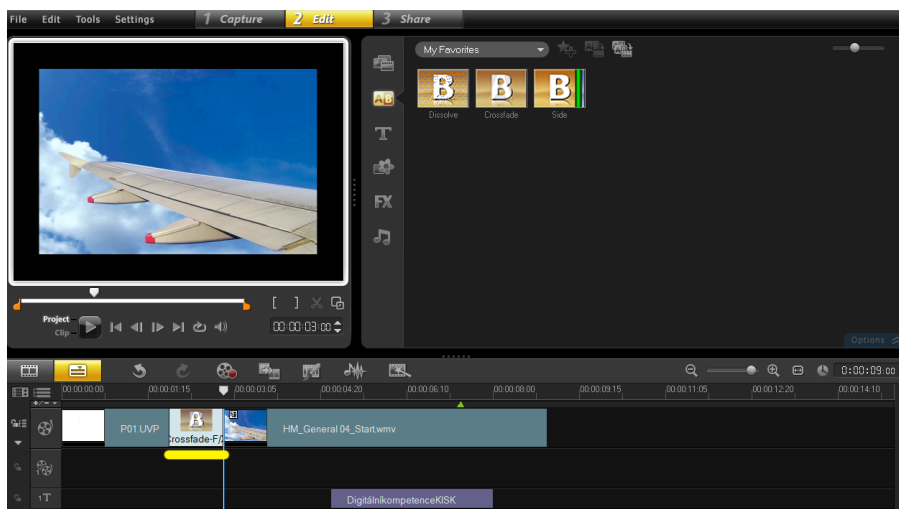 File Edit Tools Settings 1 Capture 2 Edit 3 Share
My Favorites
AB
B B B
Dissolve Crossfade Side
T
FX
Project
Clip
[ ]
00:00:03:00
Options
0:00:09:00
00:00:00:00 00:00:01:15 00:00:03:05 00:00:04:20 00:00:06:10 00:00:08:00 00:00:09:15 00:00:11:05 00:00:12:20 00:00:14:10
P01.UVP
Crossfade-F/
HM_General 04_Start.wmv
1T
DigitálníkompetenceKISK